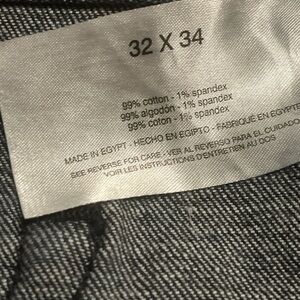 32 X 34
99% cotton - 1% spandex
99% algodon - 1% spandex
99% coton - 1% spandex
MADE IN EGYPT - HECHO EN EGIPTO - FABRIQUÉ EN EGYPTE
SEE REVERSE FOR CARE - VER AL REVERSO PARA EL CUIDADO
VOIR LES INSTRUCTIONS D'ENTRETIEN AU DOS